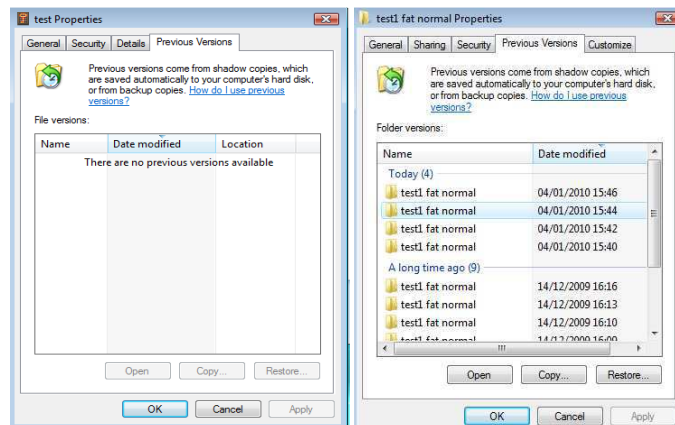 test Properties
General Security Details Previous Versions
Previous versions come from shadow copies, which
are saved automatically to your computer's hard disk,
or from backup copies. How do I use previous
versions?
File versions:
Name Date modified Location
There are no previous versions available
Open Copy... Restore...
OK Cancel Apply
test1 fat normal Properties
General Sharing Security Previous Versions Customize
Previous versions come from shadow copies, which
are saved automatically to your computer's hard disk,
or from backup copies. How do I use previous
versions?
Folder versions:
Name Date modified
Today (4)
test1 fat normal 04/01/2010 15:46
test1 fat normal 04/01/2010 15:44
test1 fat normal 04/01/2010 15:42
test1 fat normal 04/01/2010 15:40
A long time ago (9)
test1 fat normal 14/12/2009 16:16
test1 fat normal 14/12/2009 16:13
test1 fat normal 14/12/2009 16:10
test1 fat normal 14/12/2009 16:09
Open Copy... Restore...
OK Cancel Apply